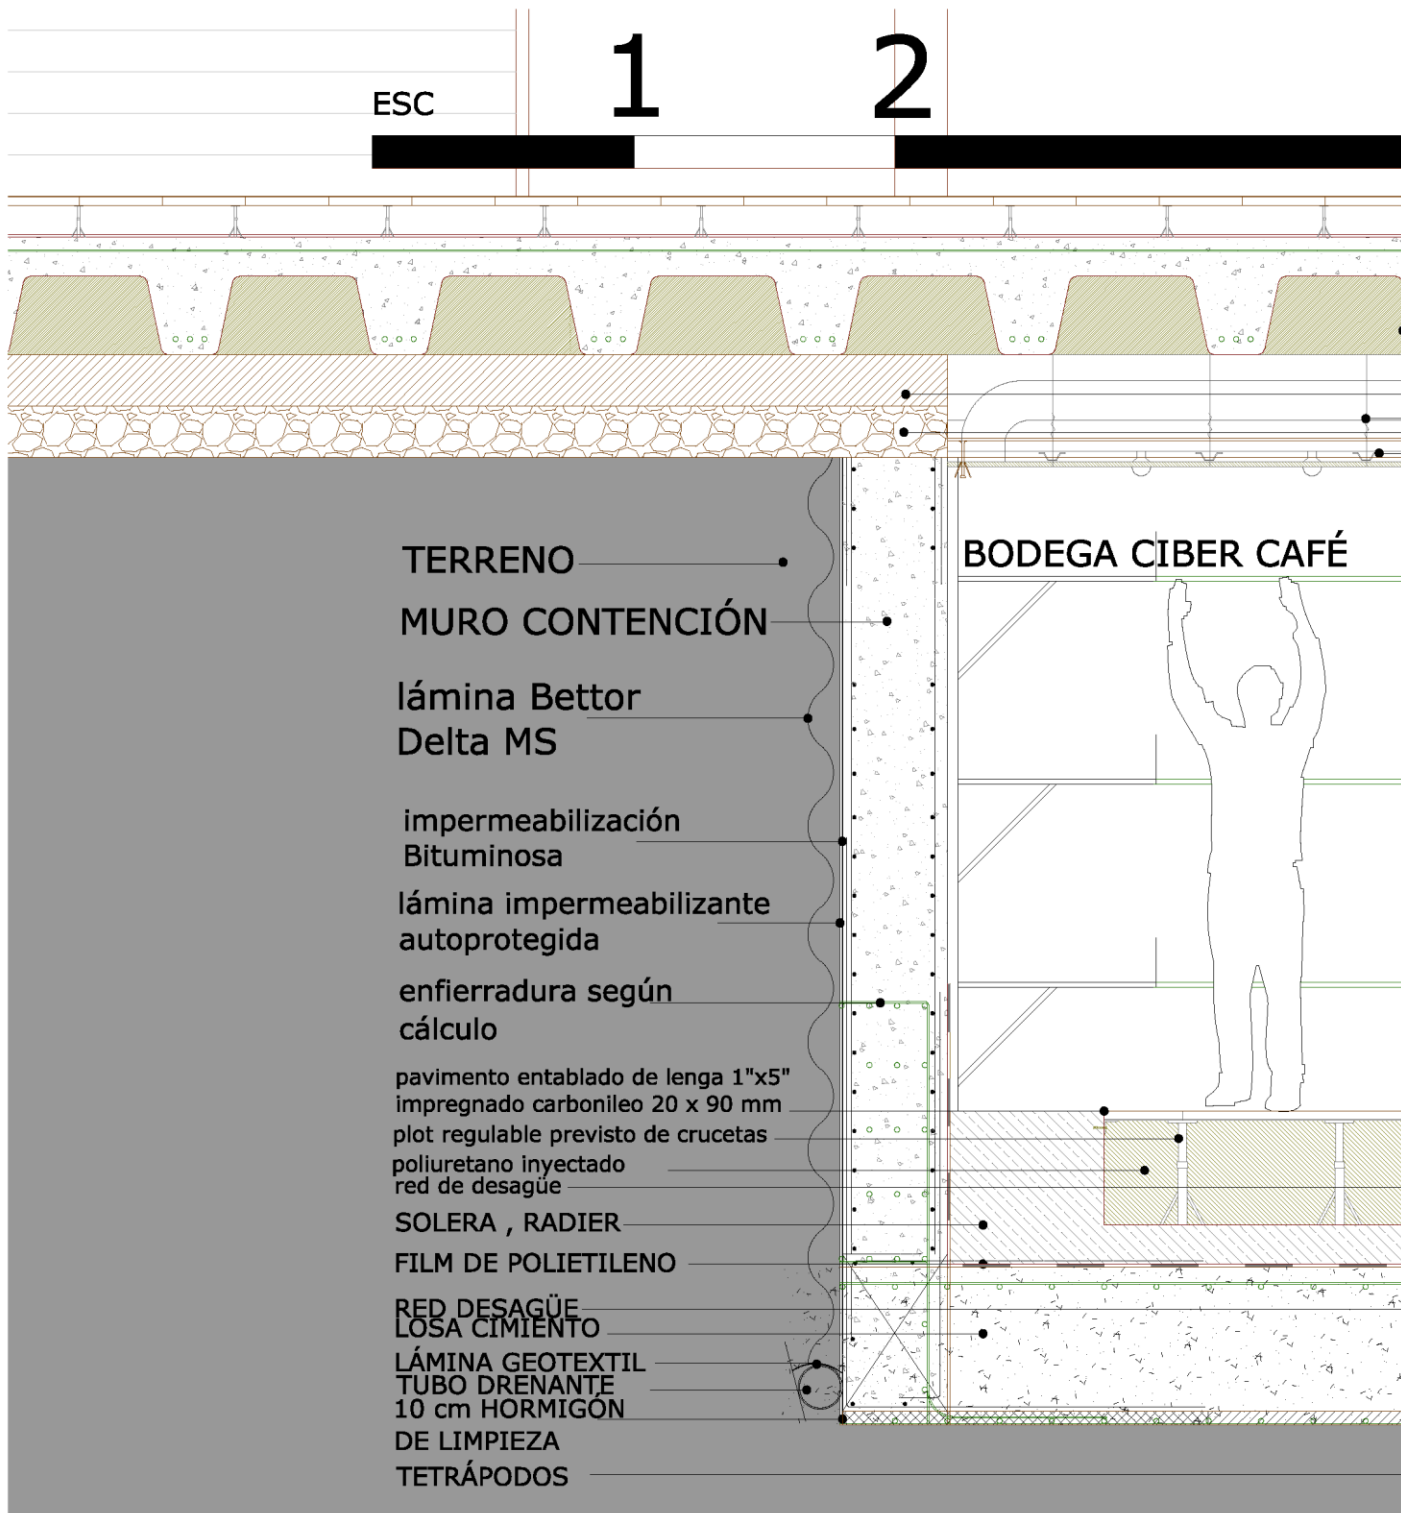 1 2
ESC
BODEGA CIBER CAFÉ
TERRENO
MURO CONTENCIÓN
lámina Bettor
Delta MS
impermeabilización
Bituminosa
lámina impermeabilizante
autoprotegida
enfierradura según
cálculo
pavimento entablado de lenga 1"x5"
impregnado carbonileo 20 x 90 mm
plot regulable previsto de crucetas
poliuretano inyectado
red de desagüe
SOLERA , RADIER
FILM DE POLIETILENO
RED DESAGÜE
LOSA CIMIENTO
LÁMINA GEOTEXTIL
TUBO DRENANTE
10 cm HORMIGÓN
DE LIMPIEZA
TETRÁPODOS